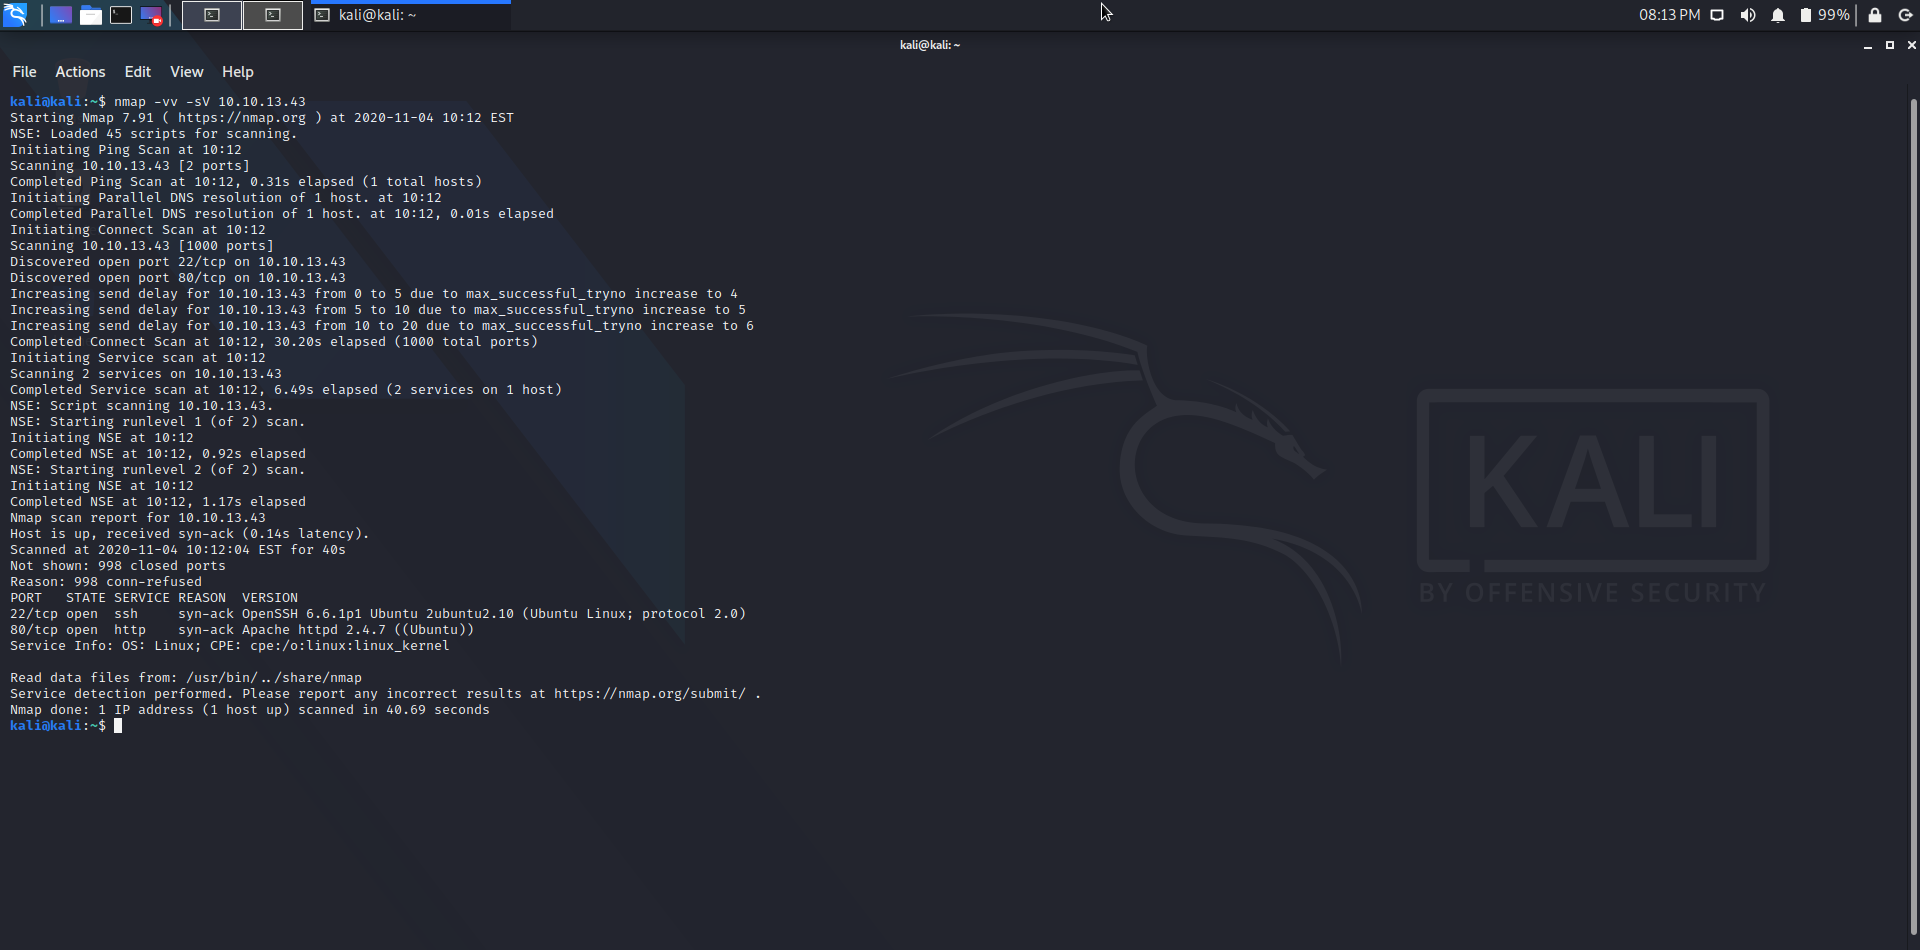 kali@kali: ~
08:13 PM
99%
kali@kali: ~
File Actions Edit View Help
kali@kali:~$ nmap -vv -sV 10.10.13.43
Starting Nmap 7.91 ( https://nmap.org ) at 2020-11-04 10:12 EST
NSE: Loaded 45 scripts for scanning.
Initiating Ping Scan at 10:12
Scanning 10.10.13.43 [2 ports]
Completed Ping Scan at 10:12, 0.31s elapsed (1 total hosts)
Initiating Parallel DNS resolution of 1 host. at 10:12
Completed Parallel DNS resolution of 1 host. at 10:12, 0.01s elapsed
Initiating Connect Scan at 10:12
Scanning 10.10.13.43 [1000 ports]
Discovered open port 22/tcp on 10.10.13.43
Discovered open port 80/tcp on 10.10.13.43
Increasing send delay for 10.10.13.43 from 0 to 5 due to max_successful_tryno increase to 4
Increasing send delay for 10.10.13.43 from 5 to 10 due to max_successful_tryno increase to 5
Increasing send delay for 10.10.13.43 from 10 to 20 due to max_successful_tryno increase to 6
Completed Connect Scan at 10:12, 30.20s elapsed (1000 total ports)
Initiating Service scan at 10:12
Scanning 2 services on 10.10.13.43
Completed Service scan at 10:12, 6.49s elapsed (2 services on 1 host)
NSE: Script scanning 10.10.13.43.
NSE: Starting runlevel 1 (of 2) scan.
Initiating NSE at 10:12
Completed NSE at 10:12, 0.92s elapsed
NSE: Starting runlevel 2 (of 2) scan.
Initiating NSE at 10:12
Completed NSE at 10:12, 1.17s elapsed
Nmap scan report for 10.10.13.43
Host is up, received syn-ack (0.14s latency).
Scanned at 2020-11-04 10:12:04 EST for 40s
Not shown: 998 closed ports
Reason: 998 conn-refused
PORT   STATE SERVICE REASON  VERSION
22/tcp open  ssh     syn-ack OpenSSH 6.6.1p1 Ubuntu 2ubuntu2.10 (Ubuntu Linux; protocol 2.0)
80/tcp open  http    syn-ack Apache httpd 2.4.7 ((Ubuntu))
Service Info: OS: Linux; CPE: cpe:/o:linux:linux_kernel
Read data files from: /usr/bin/../share/nmap
Service detection performed. Please report any incorrect results at https://nmap.org/submit/ .
Nmap done: 1 IP address (1 host up) scanned in 40.69 seconds
kali@kali:~$
KALI
BY OFFENSIVE SECURITY